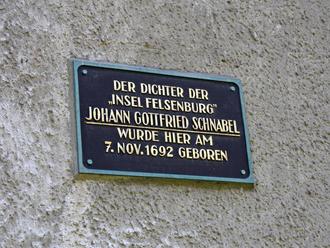 DER DICHTER DER
„INSEL FELSENBURG"
JOHANN GOTTFRIED SCHNABEL
WURDE HIER AM
7. NOV. 1692 GEBOREN